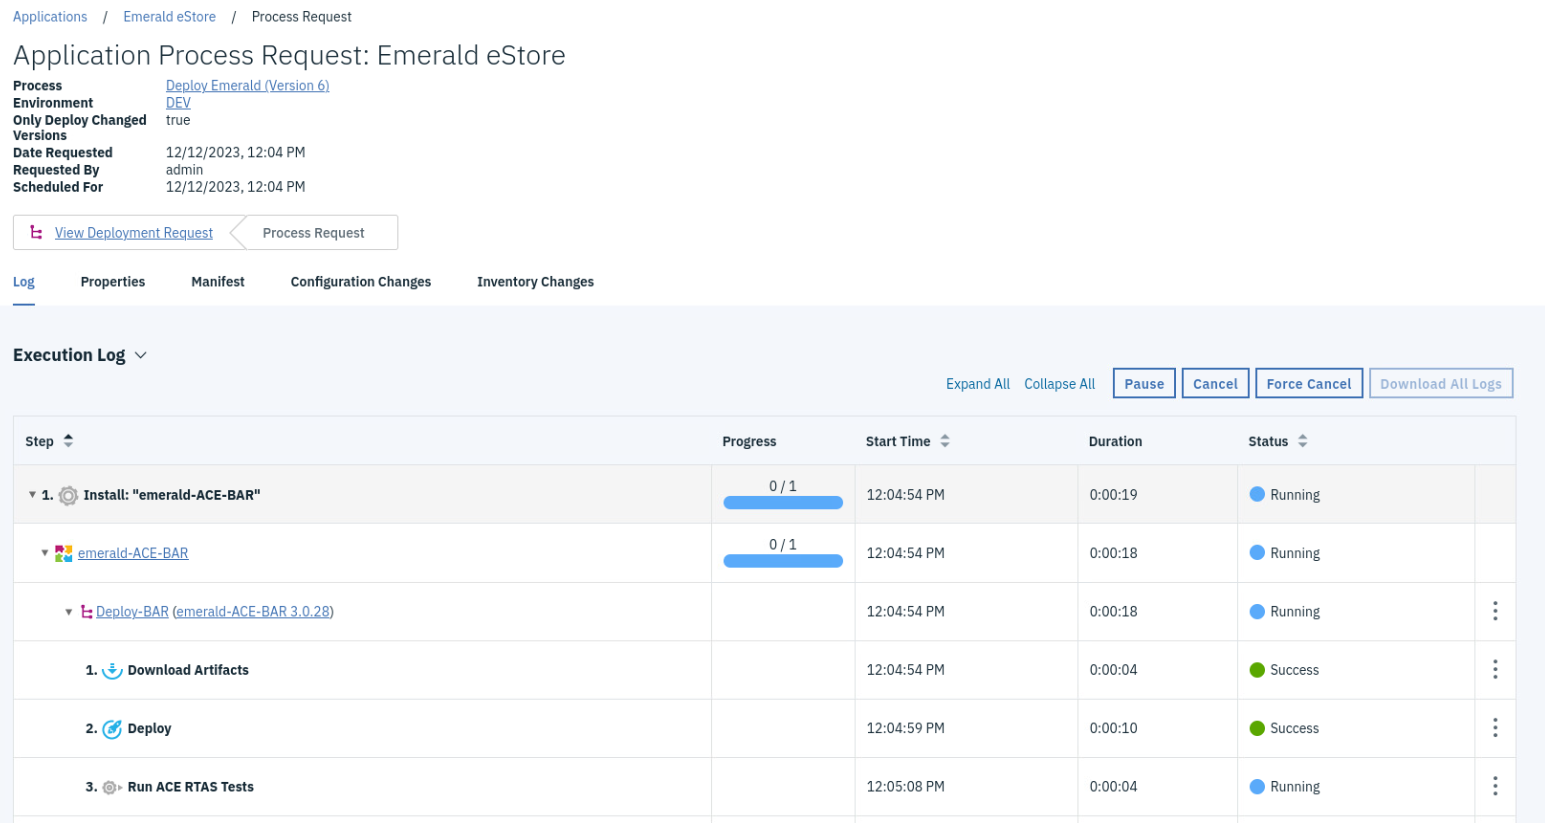 Applications / Emerald eStore / Process Request
Application Process Request: Emerald eStore
Process Deploy Emerald (Version 6)
Environment DEV
Only Deploy Changed Versions true
Date Requested 12/12/2023, 12:04 PM
Requested By admin
Scheduled For 12/12/2023, 12:04 PM
View Deployment Request Process Request
Log Properties Manifest Configuration Changes Inventory Changes
Execution Log
Expand All Collapse All Pause Cancel Force Cancel Download All Logs
Step Progress Start Time Duration Status
1. Install: "emerald-ACE-BAR" 0 / 1 12:04:54 PM 0:00:19 Running
emerald-ACE-BAR 0 / 1 12:04:54 PM 0:00:18 Running
Deploy-BAR (emerald-ACE-BAR 3.0.28) 12:04:54 PM 0:00:18 Running
1. Download Artifacts 12:04:54 PM 0:00:04 Success
2. Deploy 12:04:59 PM 0:00:10 Success
3. Run ACE RTAS Tests 12:05:08 PM 0:00:04 Running